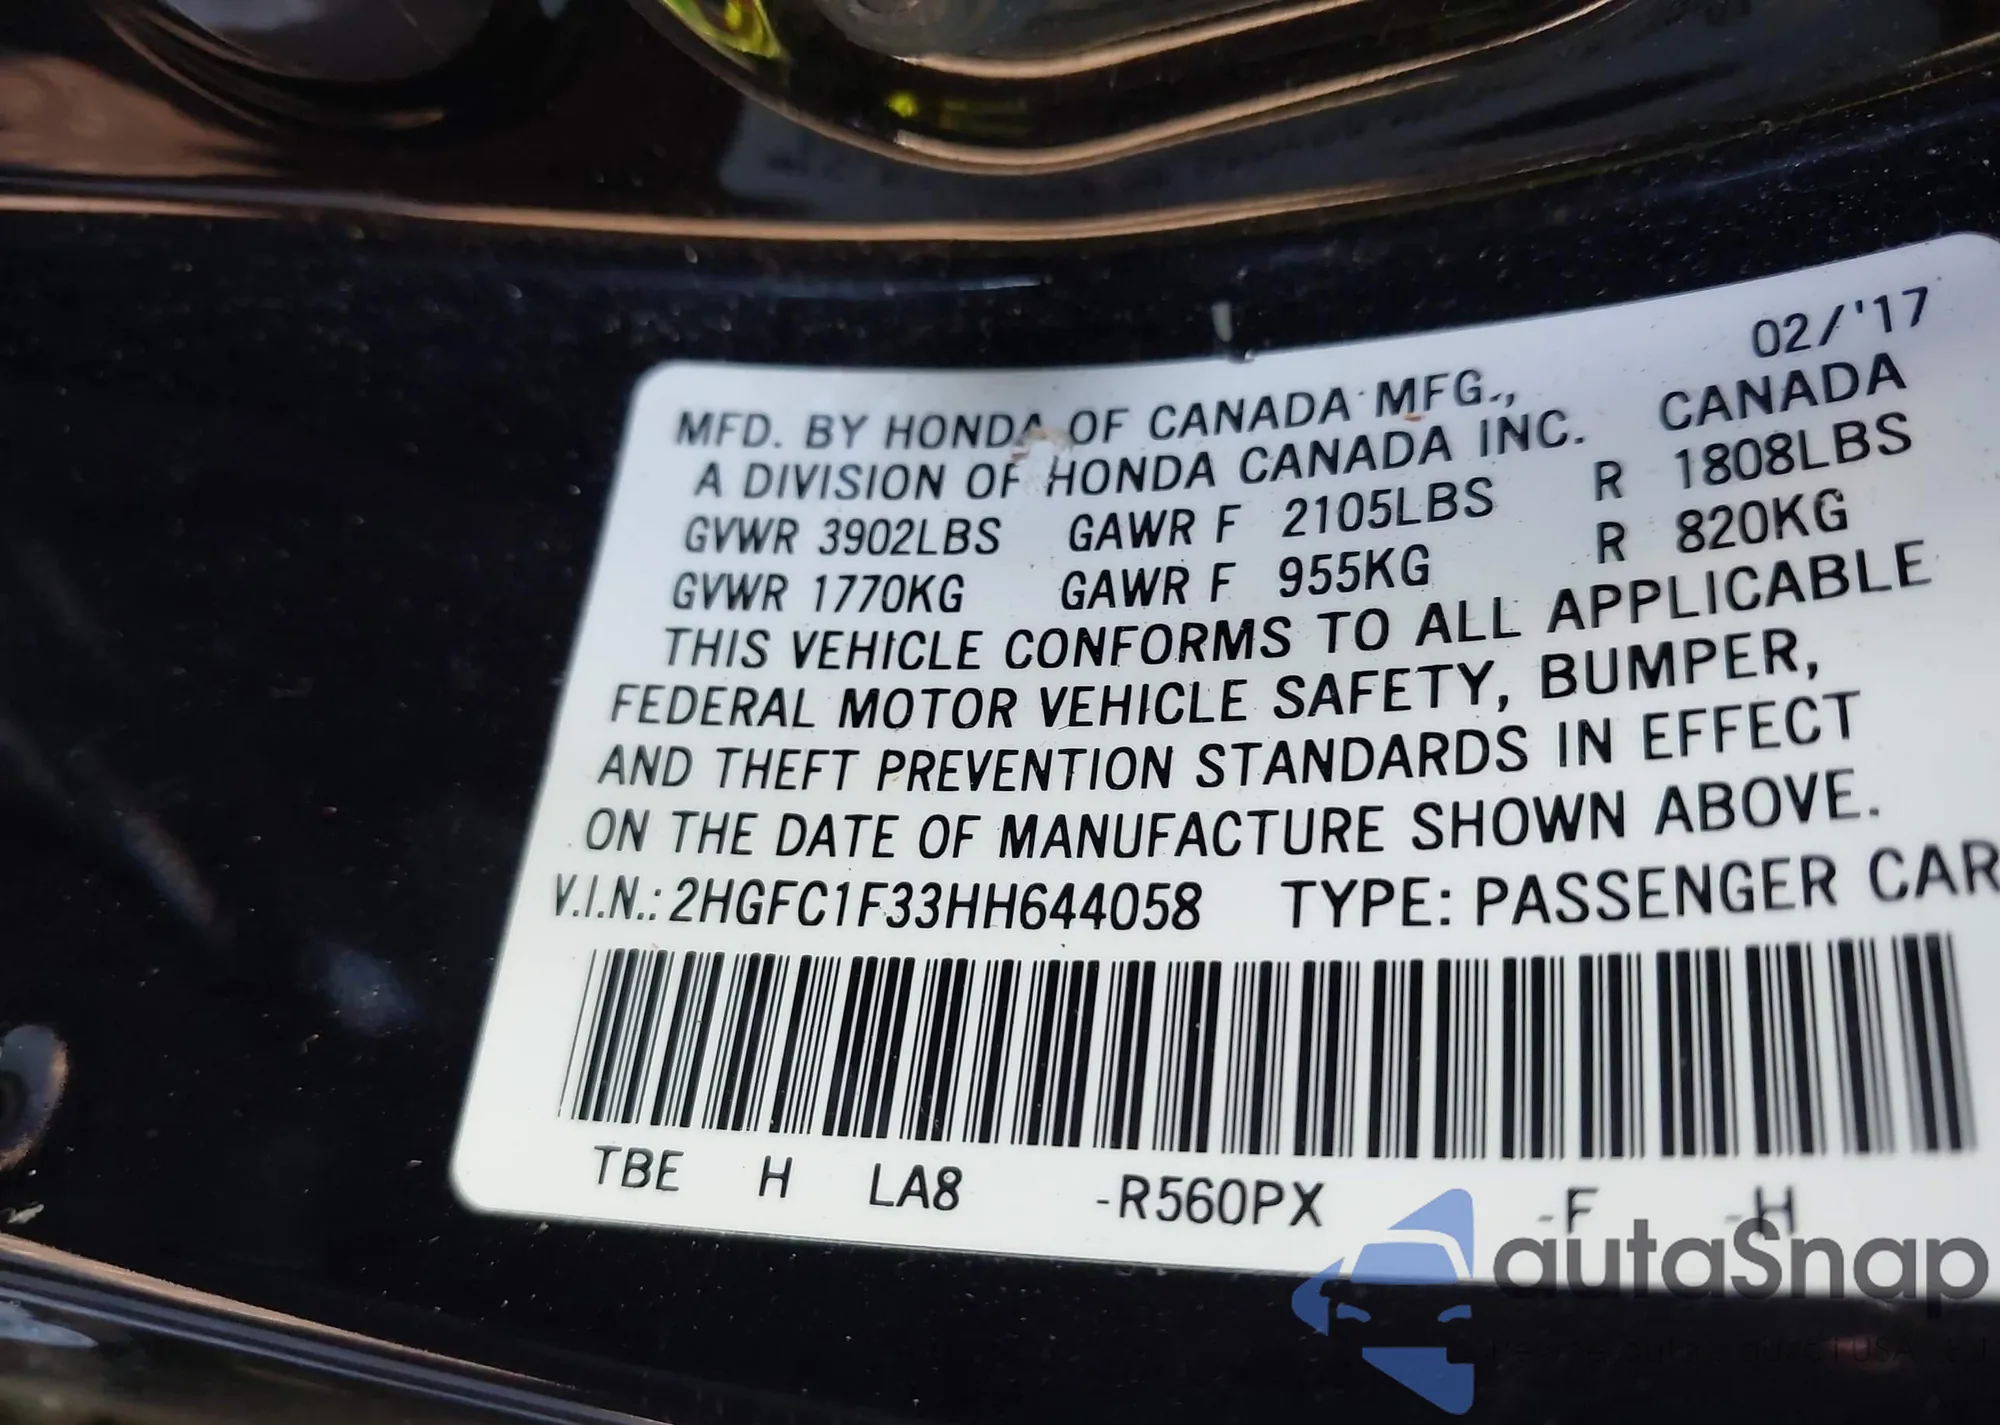 02/'17
MFD. BY HONDA OF CANADA MFG.,
A DIVISION OF HONDA CANADA INC. CANADA
GVWR 3902LBS GAWR F 2105LBS R 1808LBS
GVWR 1770KG GAWR F 955KG R 820KG
THIS VEHICLE CONFORMS TO ALL APPLICABLE
FEDERAL MOTOR VEHICLE SAFETY, BUMPER,
AND THEFT PREVENTION STANDARDS IN EFFECT
ON THE DATE OF MANUFACTURE SHOWN ABOVE.
V.I.N.: 2HGFC1F33HH644058 TYPE: PASSENGER CAR
TBE H LA8 -R560PX -F -H
autaSnap